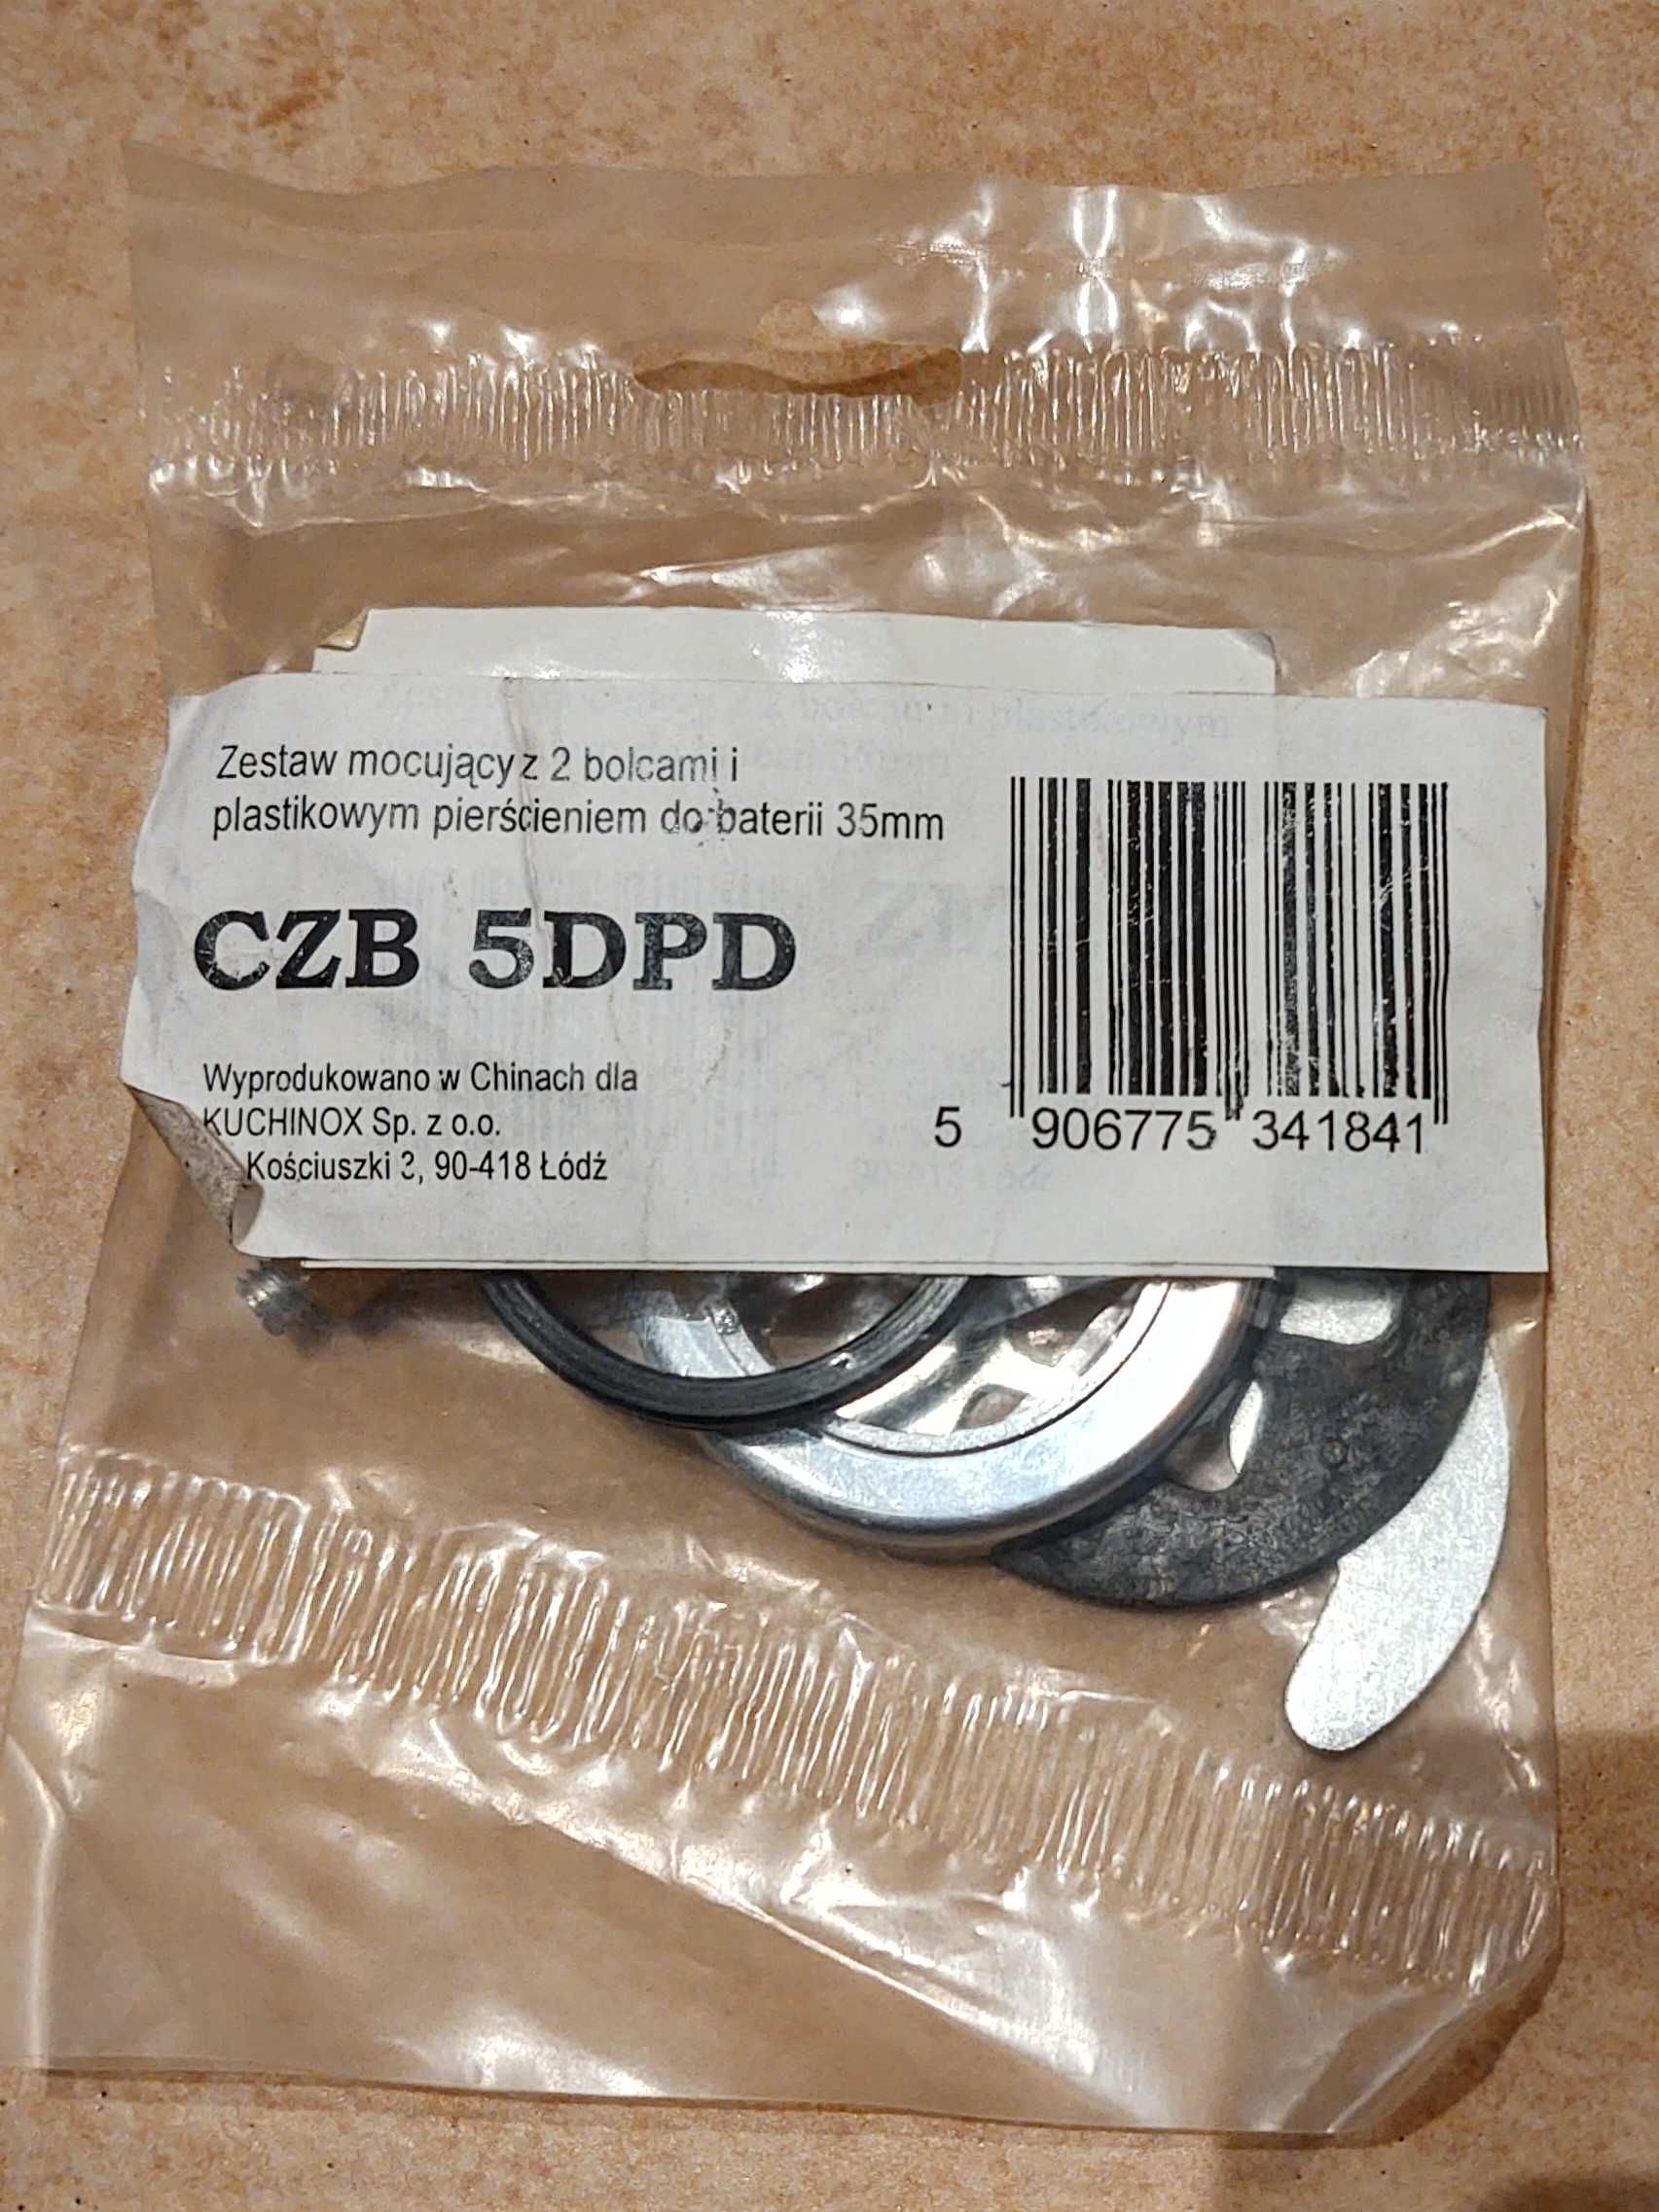 Zestaw mocujący z 2 bolcami i
plastikowym pierścieniem do baterii 35mm
CZB 5DPD
Wyprodukowano w Chinach dla
KUCHINOX Sp. z o.o.
Kościuszki 3, 90-418 Łódź
5 906775 341841